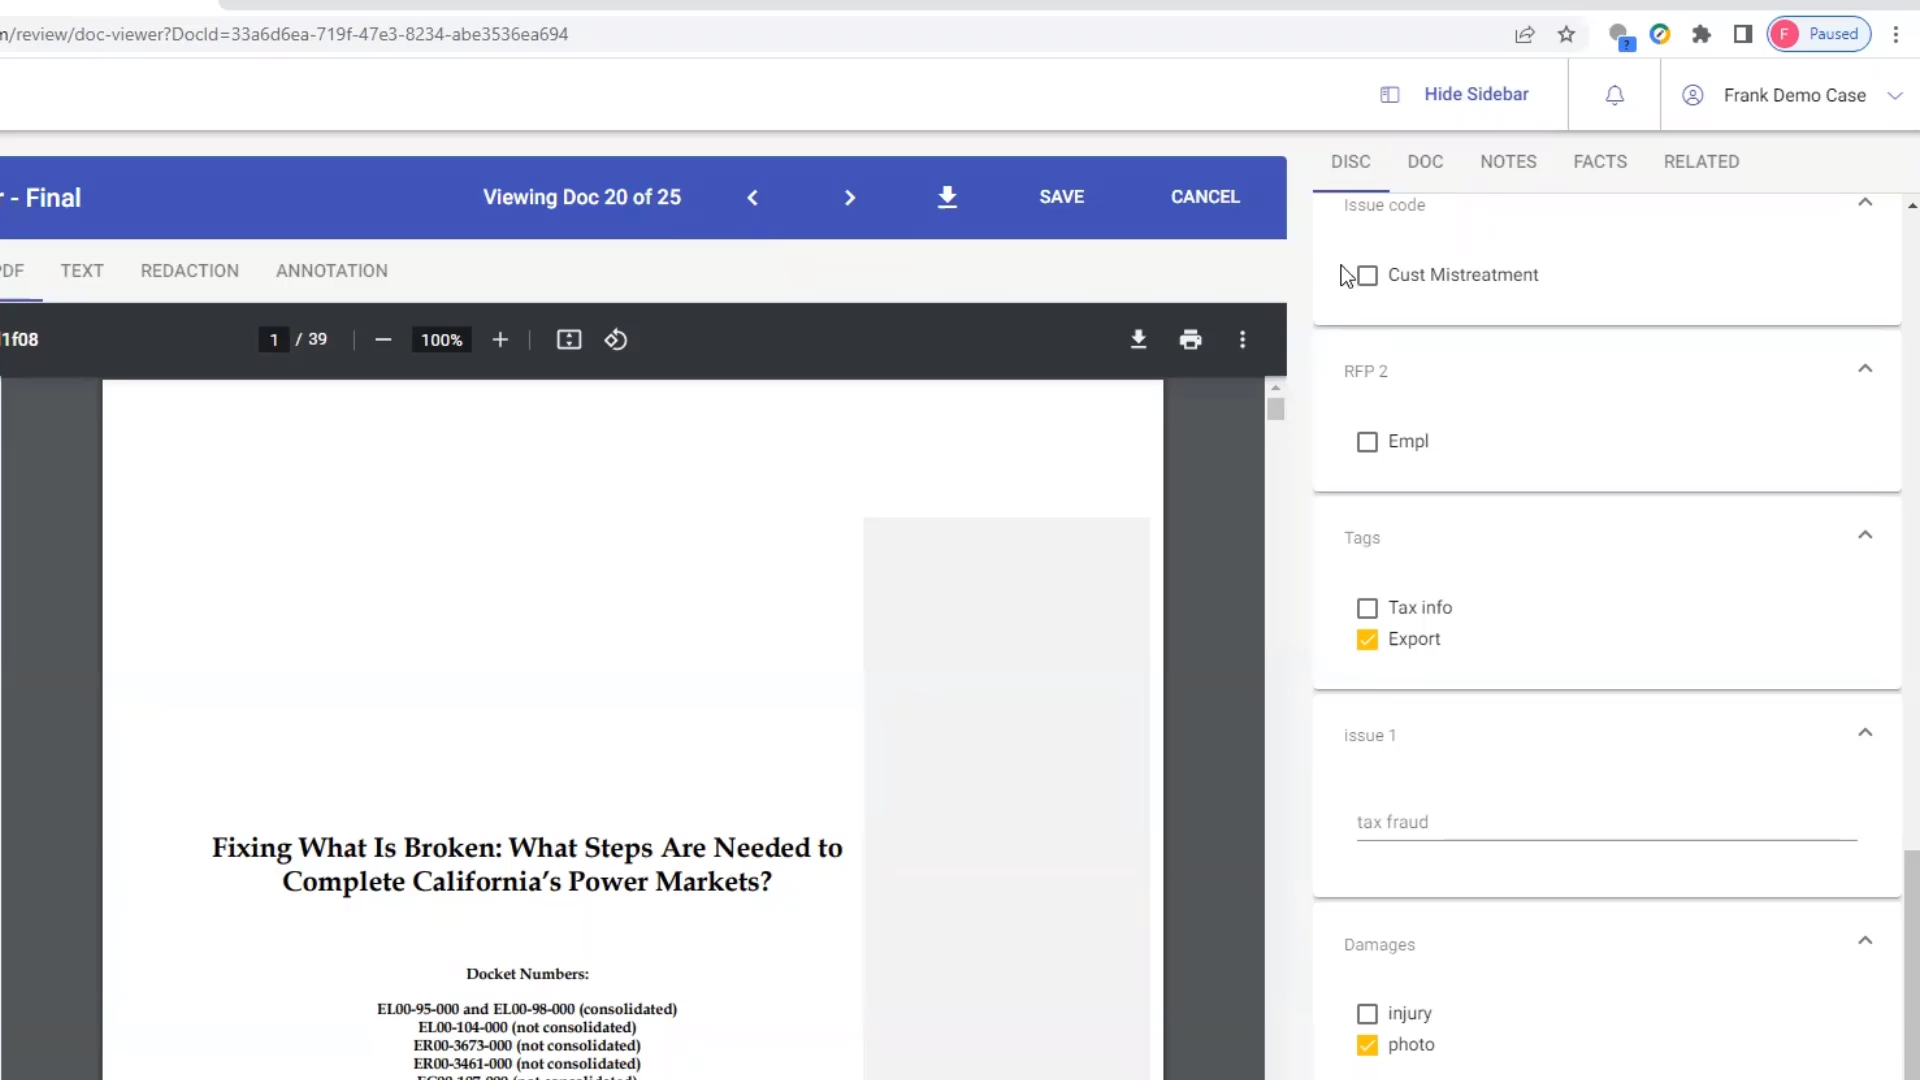 m/review/doc-viewer?DocId=33a6d6ea-719f-47e3-8234-abe3536ea694
?
F
Paused
Hide Sidebar
Frank Demo Case
r - Final
Viewing Doc 20 of 25
SAVE
CANCEL
DISC
DOC
NOTES
FACTS
RELATED
PDF
TEXT
REDACTION
ANNOTATION
1f08
1 / 39
100%
Fixing What Is Broken: What Steps Are Needed to
Complete California's Power Markets?
Docket Numbers:
EL00-95-000 and EL00-98-000 (consolidated)
EL00-104-000 (not consolidated)
ER00-3673-000 (not consolidated)
ER00-3461-000 (not consolidated)
Issue code
Cust Mistreatment
RFP 2
Empl
Tags
Tax info
Export
issue 1
tax fraud
Damages
injury
photo